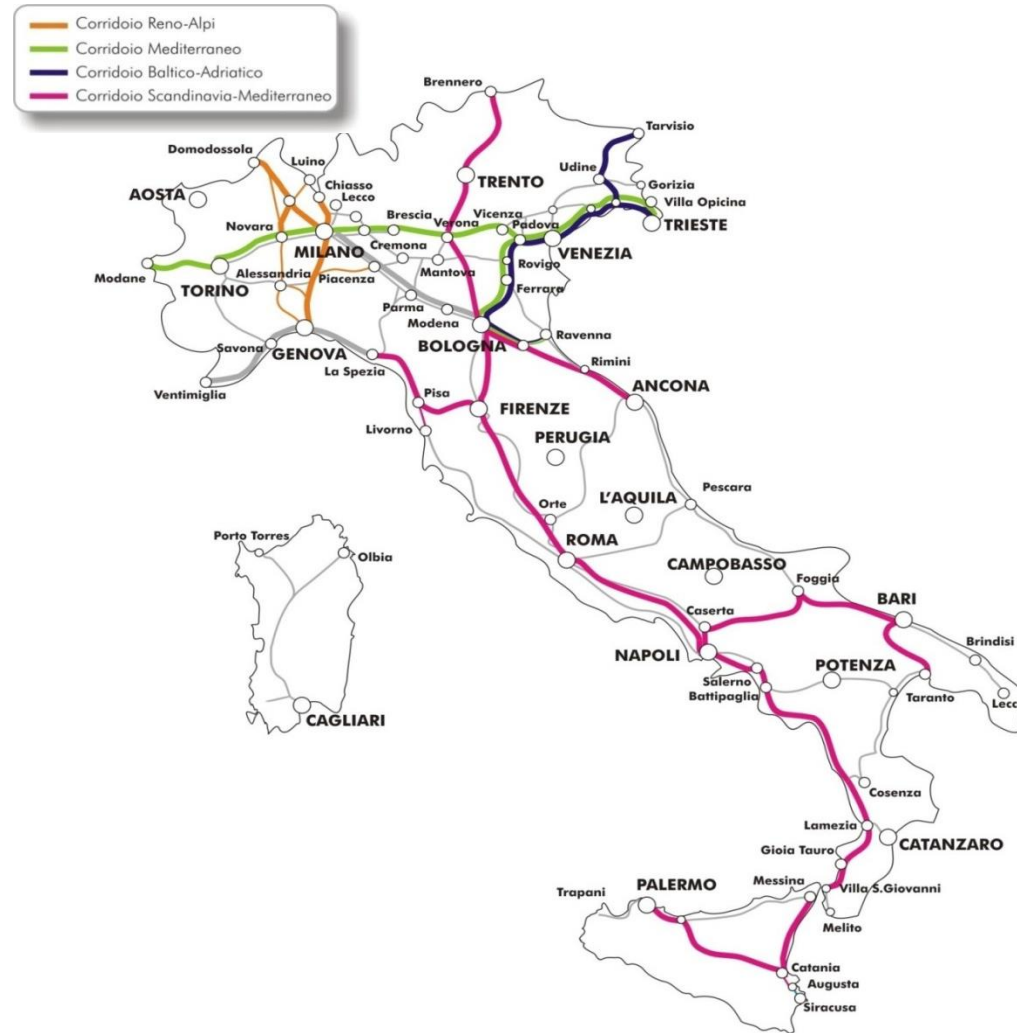 Corridoio Reno-Alpi
Corridoio Mediterraneo
Corridoio Baltico-Adriatico
Corridoio Scandinavia-Mediterraneo
Brennero
Tarvisio
Domodossola
Luino
Udine
TRENTO
Gorizia
AOSTA
Chiasso
Lecco
Villa Opicina
Brescia
Vicenza
Novara
Verona
Padova
TRIESTE
MILANO
Cremona
VENEZIA
Modane
TORINO
Alessandria
Piacenza
Mantova
Rovigo
Ferrara
Parma
Modena
Ravenna
Savona
GENOVA
BOLOGNA
La Spezia
Rimini
Ventimiglia
Pisa
ANCONA
FIRENZE
Livorno
PERUGIA
Pescara
Orte
L'AQUILA
ROMA
Porto Torres
Olbia
CAMPOBASSO
Foggia
Caserta
BARI
NAPOLI
Brindisi
POTENZA
Salerno
Battipaglia
Taranto
Lecc
CAGLIARI
Cosenza
Lamezia
CATANZARO
Gioia Tauro
Messina
PALERMO
Villa S.Giovanni
Trapani
Melito
Catania
Augusta
Siracusa